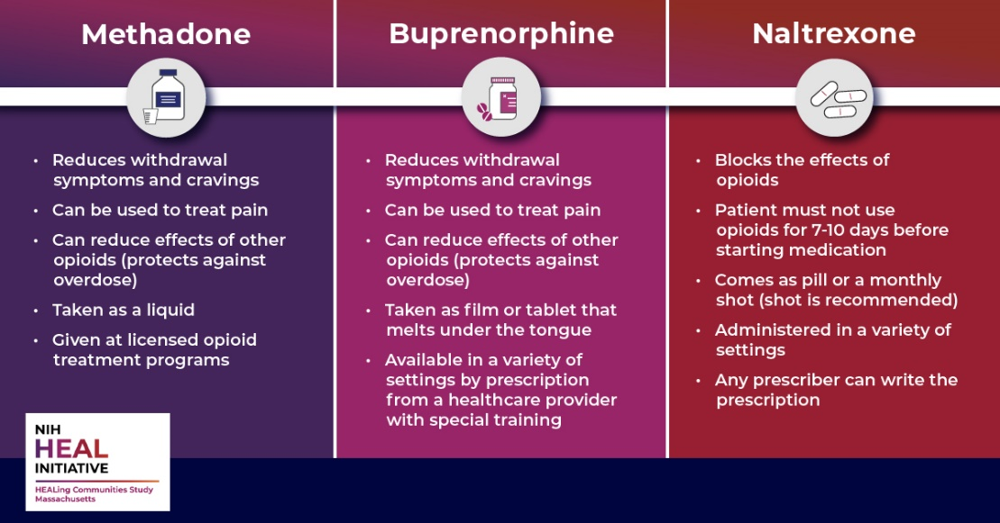 Methadone
• Reduces withdrawal
symptoms and cravings
• Can be used to treat pain
• Can reduce effects of other
opioids (protects against
overdose)
• Taken as a liquid
• Given at licensed opioid
treatment programs
Buprenorphine
• Reduces withdrawal
symptoms and cravings
• Can be used to treat pain
• Can reduce effects of other
opioids (protects against
overdose)
• Taken as film or tablet that
melts under the tongue
• Available in a variety of
settings by prescription
from a healthcare provider
with special training
Naltrexone
• Blocks the effects of
opioids
• Patient must not use
opioids for 7-10 days before
starting medication
• Comes as pill or a monthly
shot (shot is recommended)
• Administered in a variety of
settings
• Any prescriber can write the
prescription
NIH
HEAL
INITIATIVE
HEALing Communities Study
Massachusetts